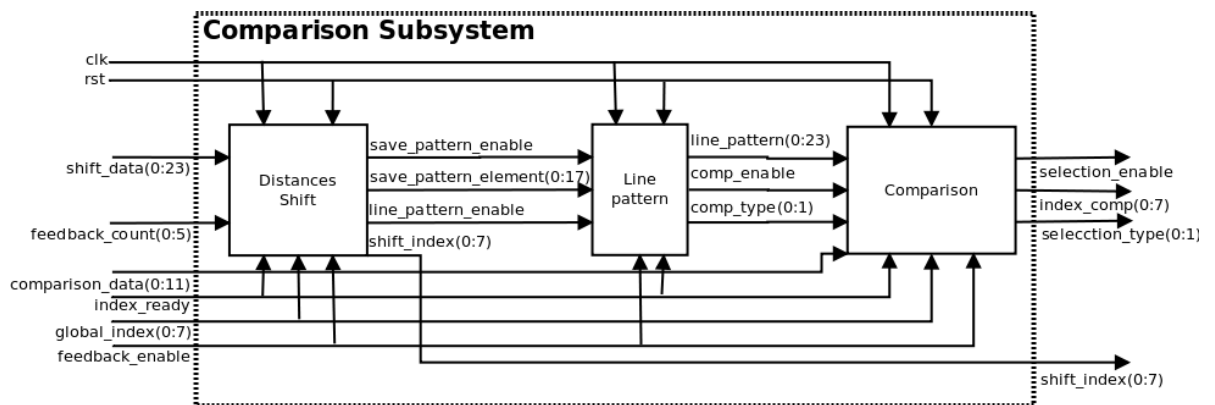 Comparison Subsystem
clk
rst
shift_data(0:23)
feedback_count(0:5)
comparison_data(0:11)
index_ready
global_index(0:7)
feedback_enable
Distances
Shift
save_pattern_enable
save_pattern_element(0:17)
line_pattern_enable
shift_index(0:7)
Line
pattern
line_pattern(0:23)
comp_enable
comp_type(0:1)
Comparison
selection_enable
index_comp(0:7)
selecction_type(0:1)
shift_index(0:7)